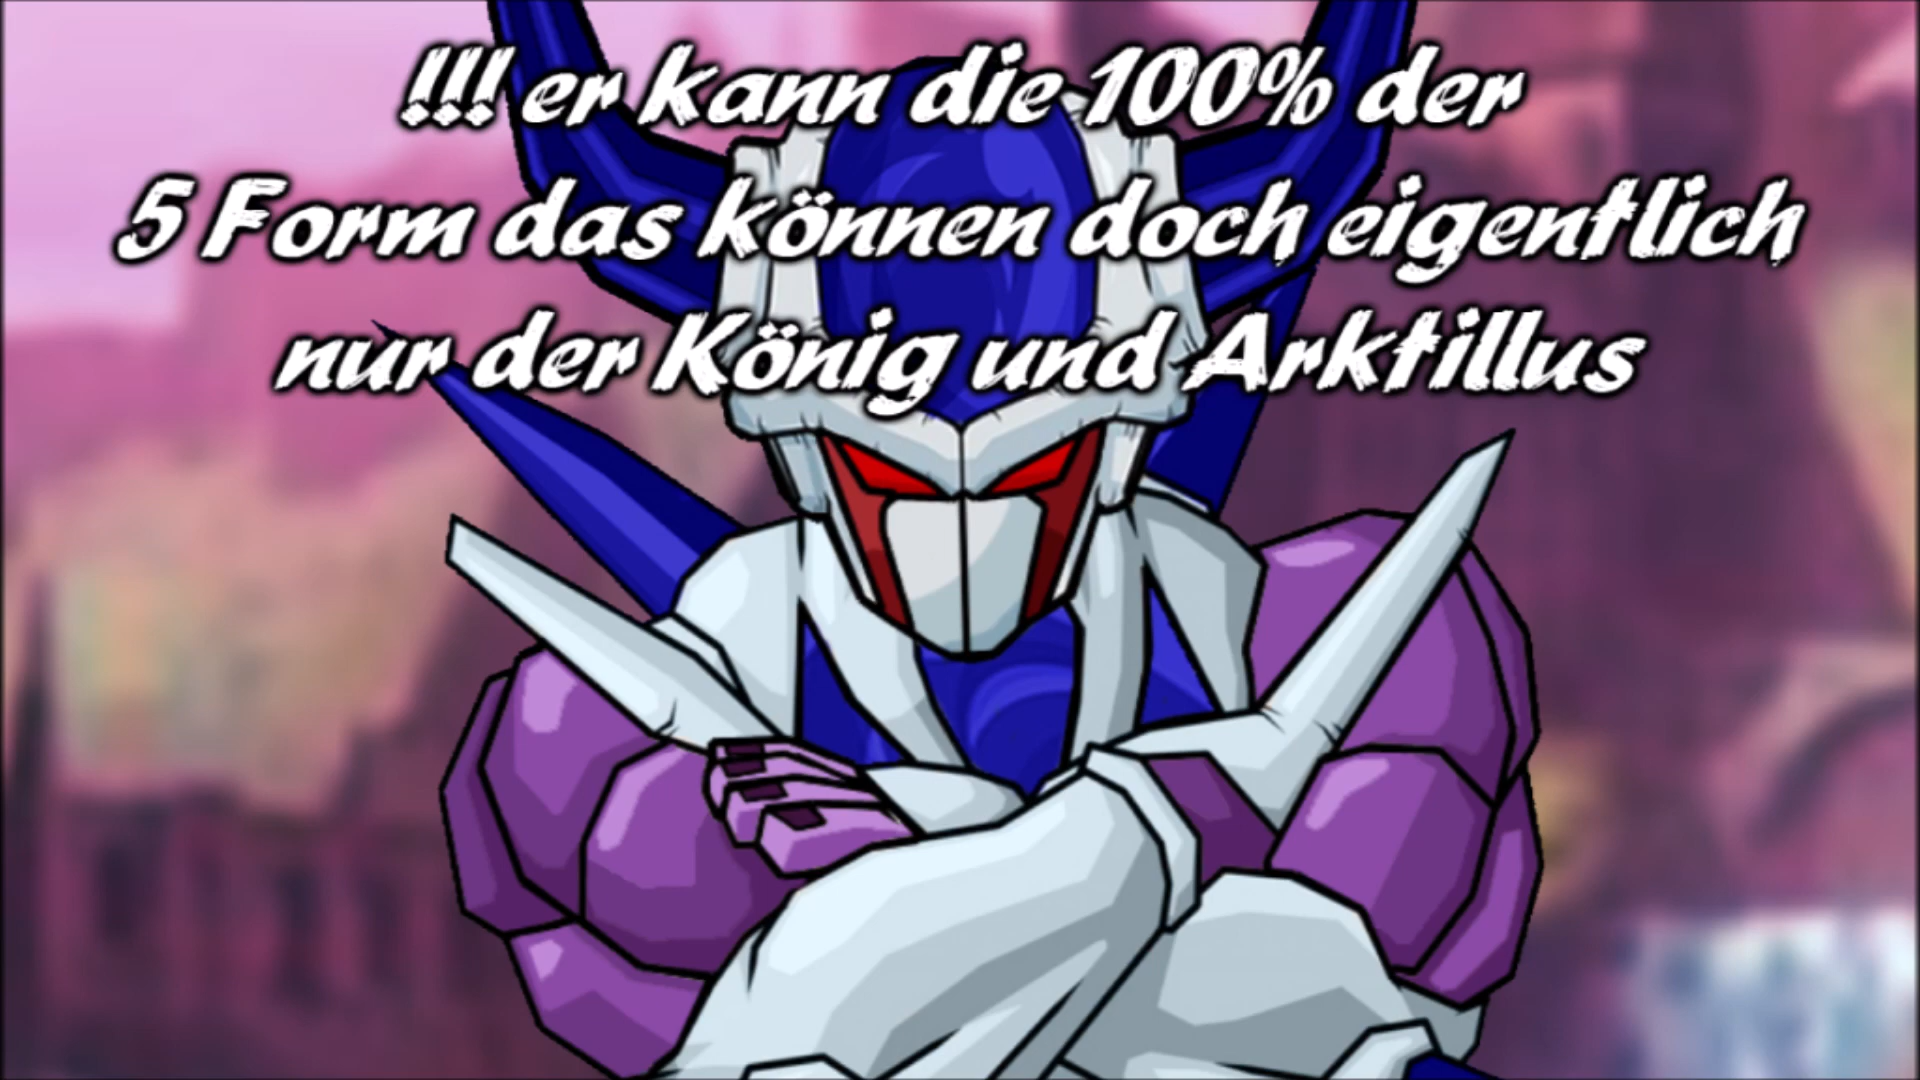 !!! er kann die 100% der
5 Form das können doch eigentlich
nur der König und Arktillus